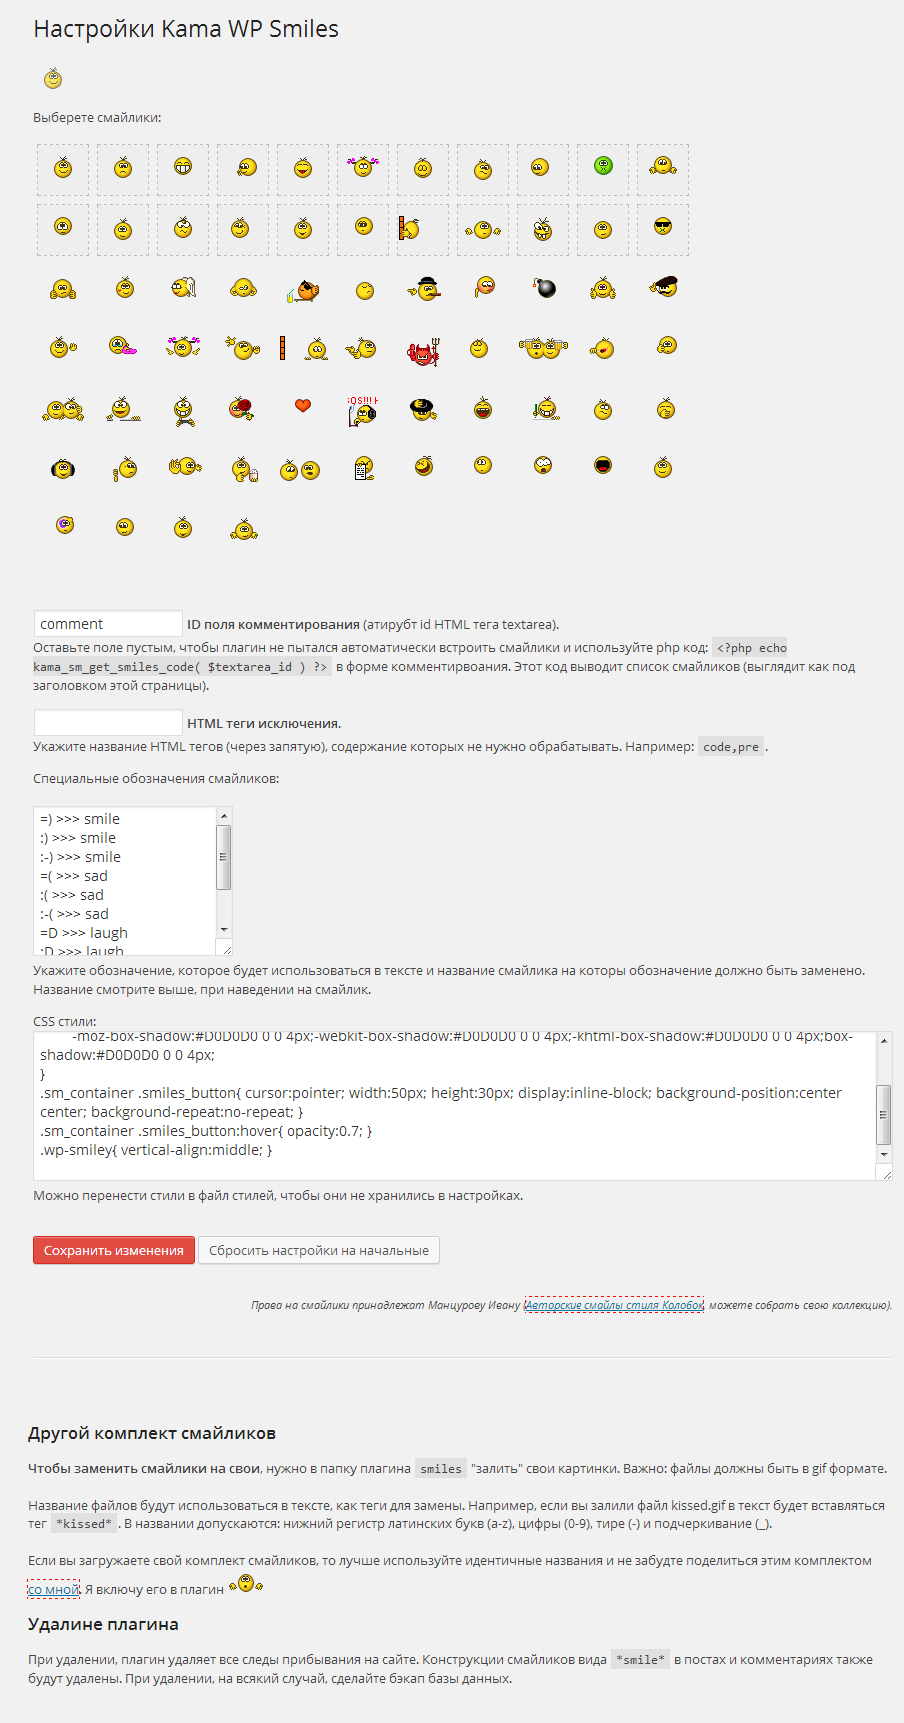 Настройки Kama WP Smiles
Выберете смайлики:
comment ID поля комментирования (атирубт id HTML тега textarea).
Оставьте поле пустым, чтобы плагин не пытался автоматически встроить смайлики и используйте php код: <?php echo
kama_sm_get_smiles_code( $textarea_id ) ?> в форме комментирвоания. Этот код выводит список смайликов (выглядит как под
заголовком этой страницы).
HTML теги исключения.
Укажите название HTML тегов (через запятую), содержание которых не нужно обрабатывать. Например: code,pre .
Специальные обозначения смайликов:
=) >>> smile
:) >>> smile
:-) >>> smile
=( >>> sad
:( >>> sad
:-( >>> sad
=D >>> laugh
:D >>> laugh
Укажите обозначение, которое будет использоваться в тексте и название смайлика на которы обозначение должно быть заменено.
Название смотрите выше, при наведении на смайлик.
CSS стили:
-moz-box-shadow:#D0D0D0 0 0 4px;-webkit-box-shadow:#D0D0D0 0 0 4px;-khtml-box-shadow:#D0D0D0 0 0 4px;box-
shadow:#D0D0D0 0 0 4px;
}
.sm_container .smiles_button{ cursor:pointer; width:50px; height:30px; display:inline-block; background-position:center
center; background-repeat:no-repeat; }
.sm_container .smiles_button:hover{ opacity:0.7; }
.wp-smiley{ vertical-align:middle; }
Можно перенести стили в файл стилей, чтобы они не хранились в настройках.
Сохранить изменения Сбросить настройки на начальные
Права на смайлики принадлежат Манцурову Ивану (Авторские смайлы стиля Колобок, можете собрать свою коллекцию).
Другой комплект смайликов
Чтобы заменить смайлики на свои, нужно в папку плагина smiles "залить" свои картинки. Важно: файлы должны быть в gif формате.
Название файлов будут использоваться в тексте, как теги для замены. Например, если вы залили файл kissed.gif в текст будет вставляться
тег *kissed* . В названии допускаются: нижний регистр латинских букв (a-z), цифры (0-9), тире (-) и подчеркивание (_).
Если вы загружаете свой комплект смайликов, то лучше используйте идентичные названия и не забудте поделиться этим комплектом
со мной. Я включу его в плагин
Удалине плагина
При удалении, плагин удаляет все следы прибывания на сайте. Конструкции смайликов вида *smile* в постах и комментариях также
будут удалены. При удалении, на всякий случай, сделайте бэкап базы данных.